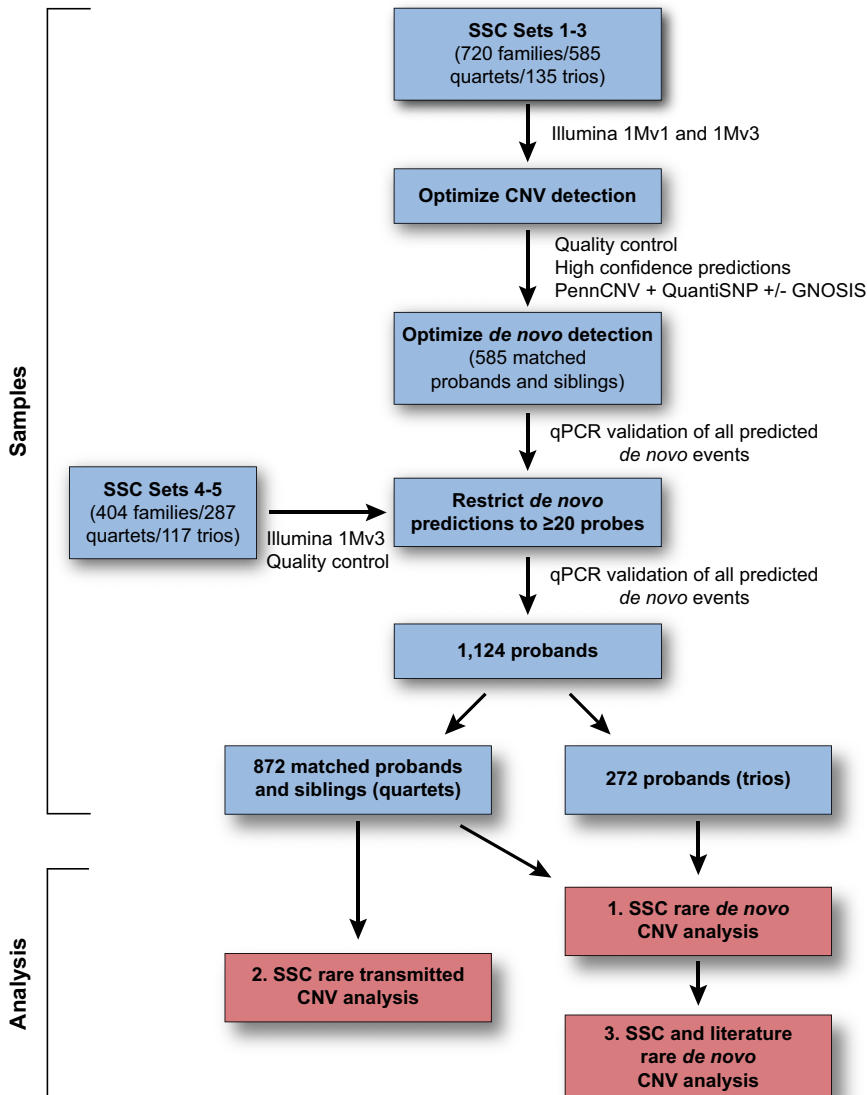 SSC Sets 1-3
(720 families/585
quartets/135 trios)
Illumina 1Mv1 and 1Mv3
Optimize CNV detection
Quality control
High confidence predictions
PennCNV + QuantiSNP +/- GNOSIS
Optimize de novo detection
(585 matched
probands and siblings)
qPCR validation of all predicted
de novo events
Samples
SSC Sets 4-5
(404 families/287
quartets/117 trios)
Illumina 1Mv3
Quality control
Restrict de novo
predictions to ≥20 probes
qPCR validation of all predicted
de novo events
1,124 probands
872 matched probands
and siblings (quartets)
272 probands (trios)
Analysis
1. SSC rare de novo
CNV analysis
2. SSC rare transmitted
CNV analysis
3. SSC and literature
rare de novo
CNV analysis